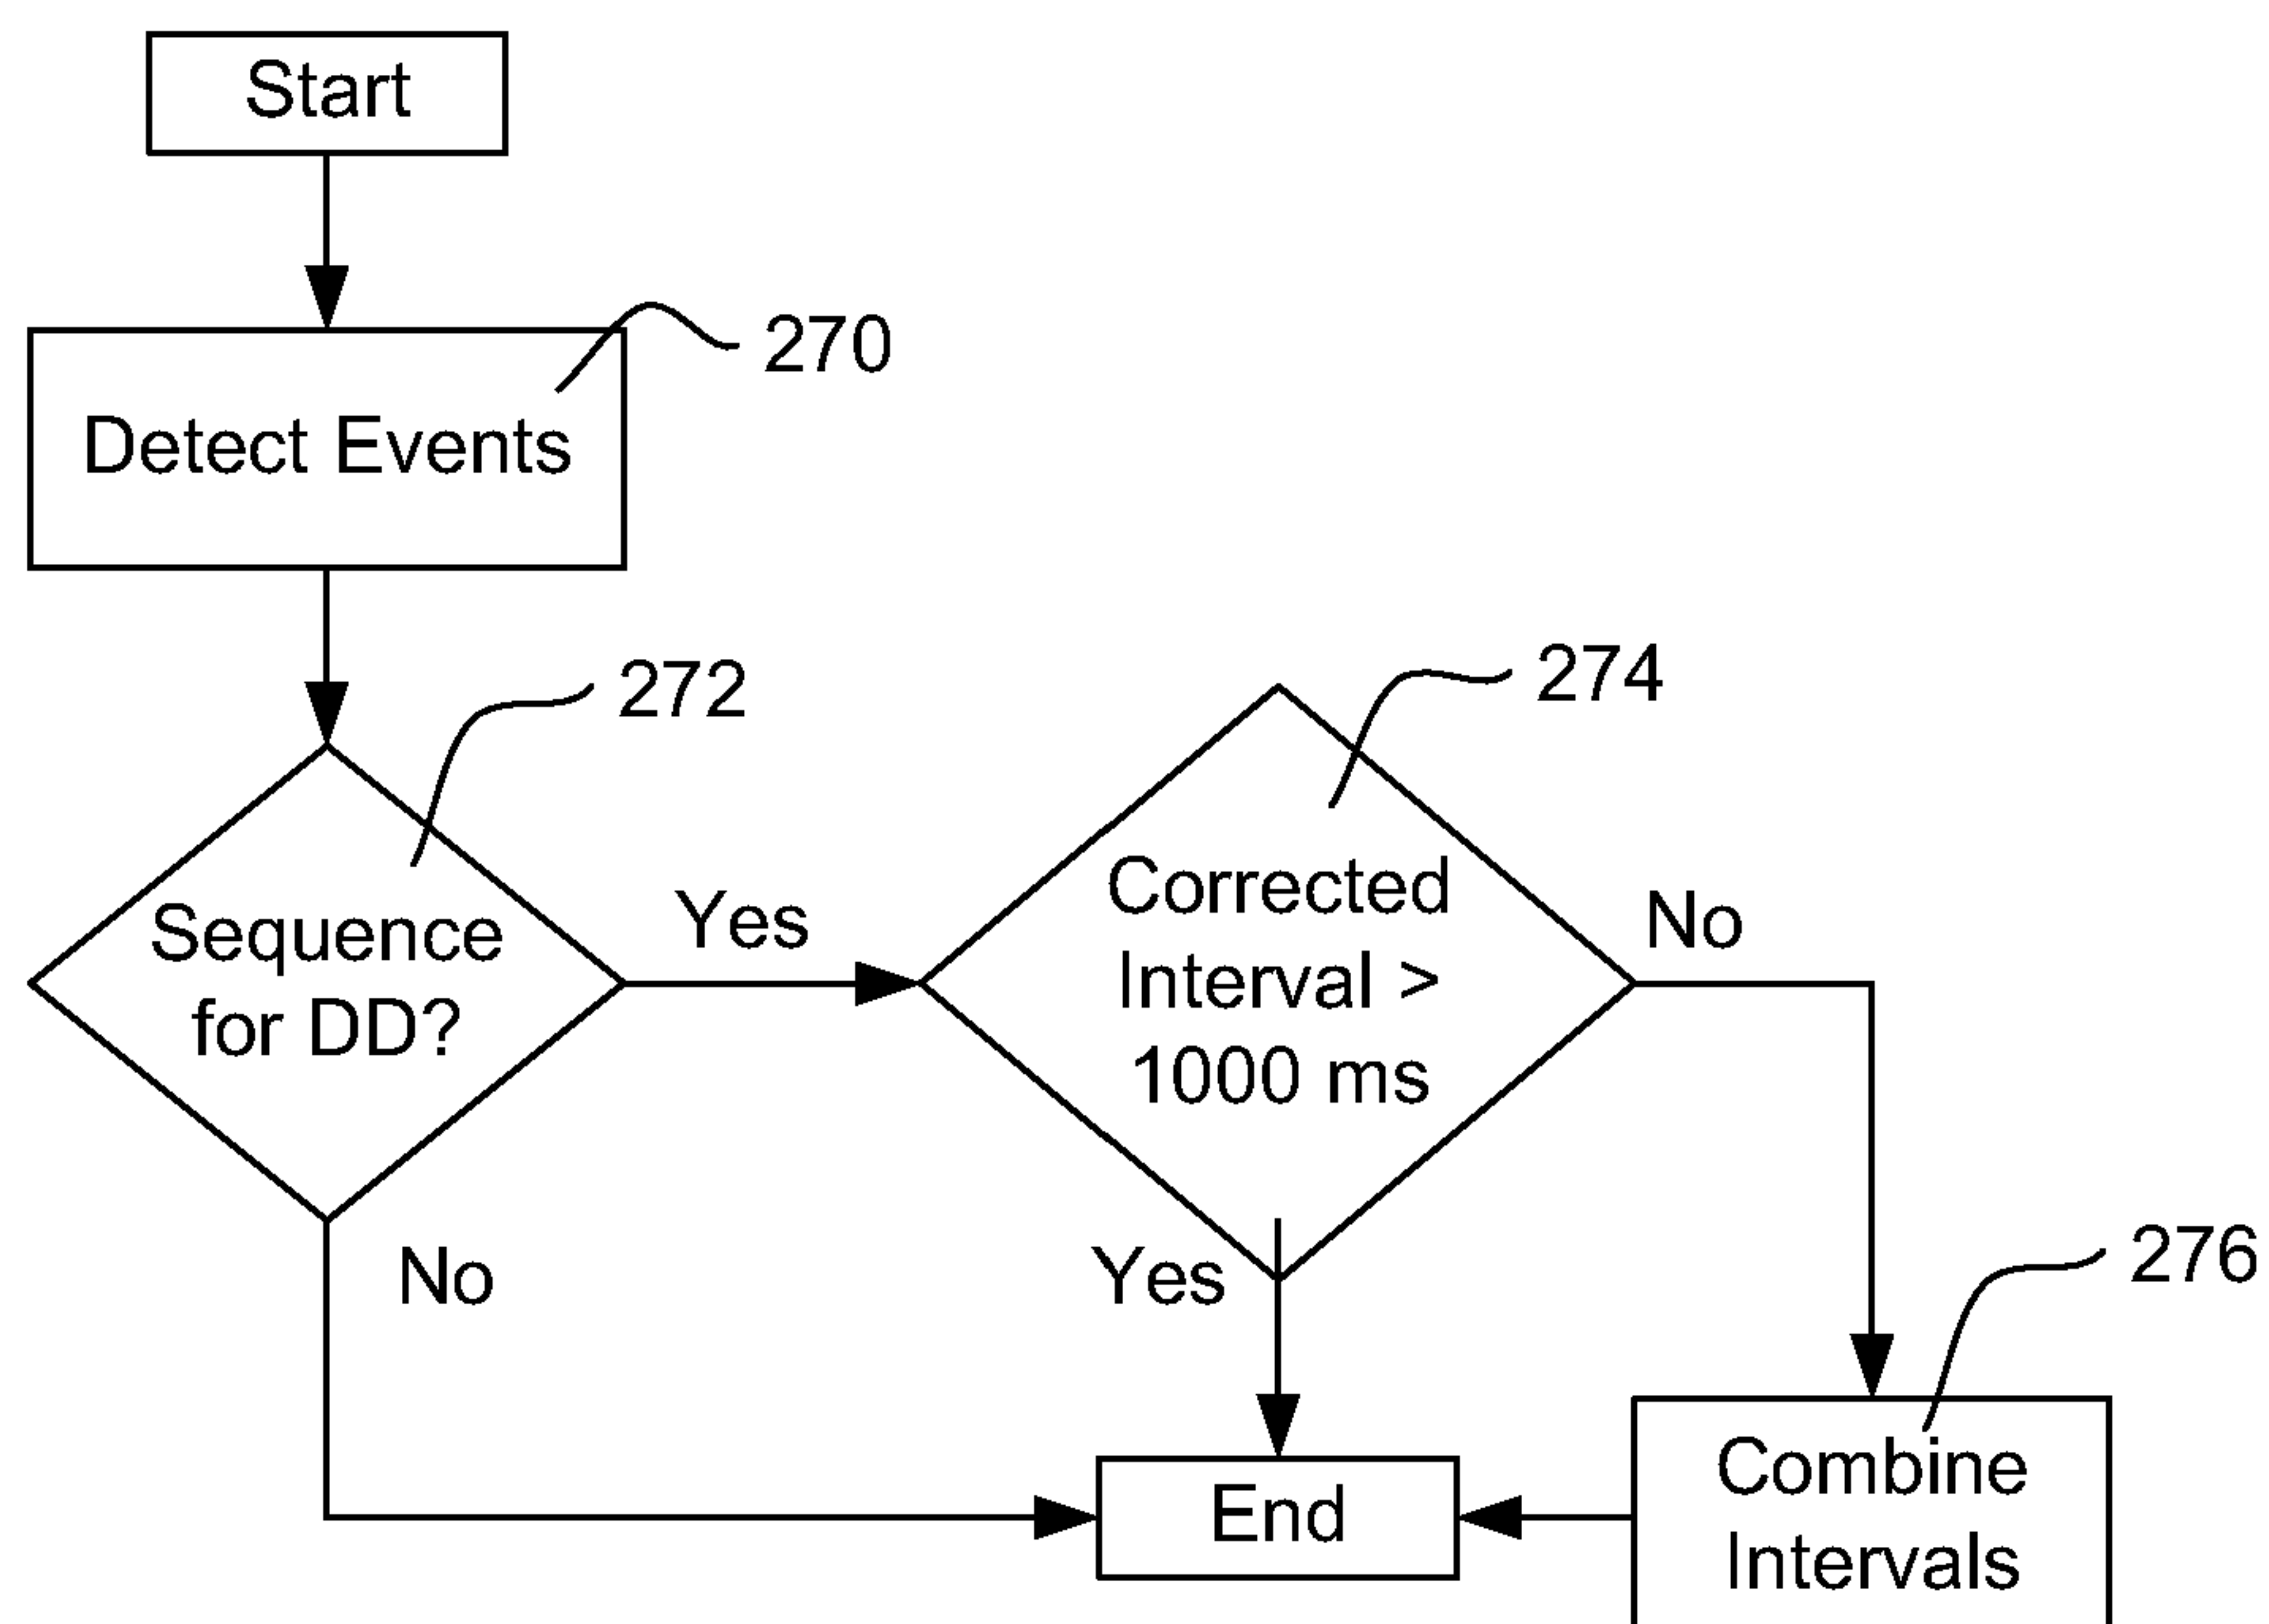 Start
270
Detect Events
272
274
Sequence
for DD?
Yes
Corrected
Interval >
1000 ms
No
No
Yes
276
End
Combine
Intervals